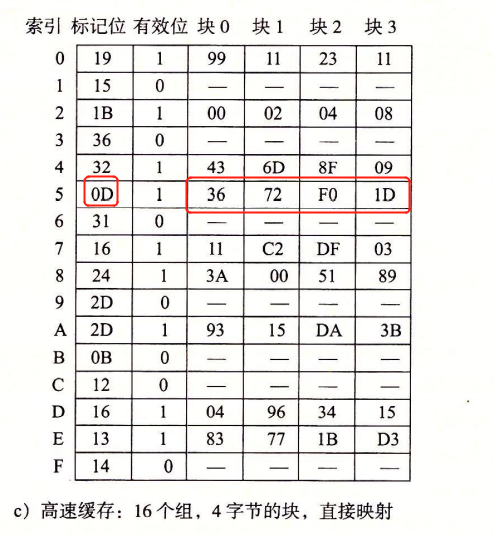 索引 标记位 有效位 块0 块1 块2 块3
0 19 1 99 11 23 11
1 15 0 — — — —
2 1B 1 00 02 04 08
3 36 0 — — — —
4 32 1 43 6D 8F 09
5 0D 1 36 72 F0 1D
6 31 0 — — — —
7 16 1 11 C2 DF 03
8 24 1 3A 00 51 89
9 2D 0 — — — —
A 2D 1 93 15 DA 3B
B 0B 0 — — — —
C 12 0 — — — —
D 16 1 04 96 34 15
E 13 1 83 77 1B D3
F 14 0 — — — —
c）高速缓存：16个组，4字节的块，直接映射